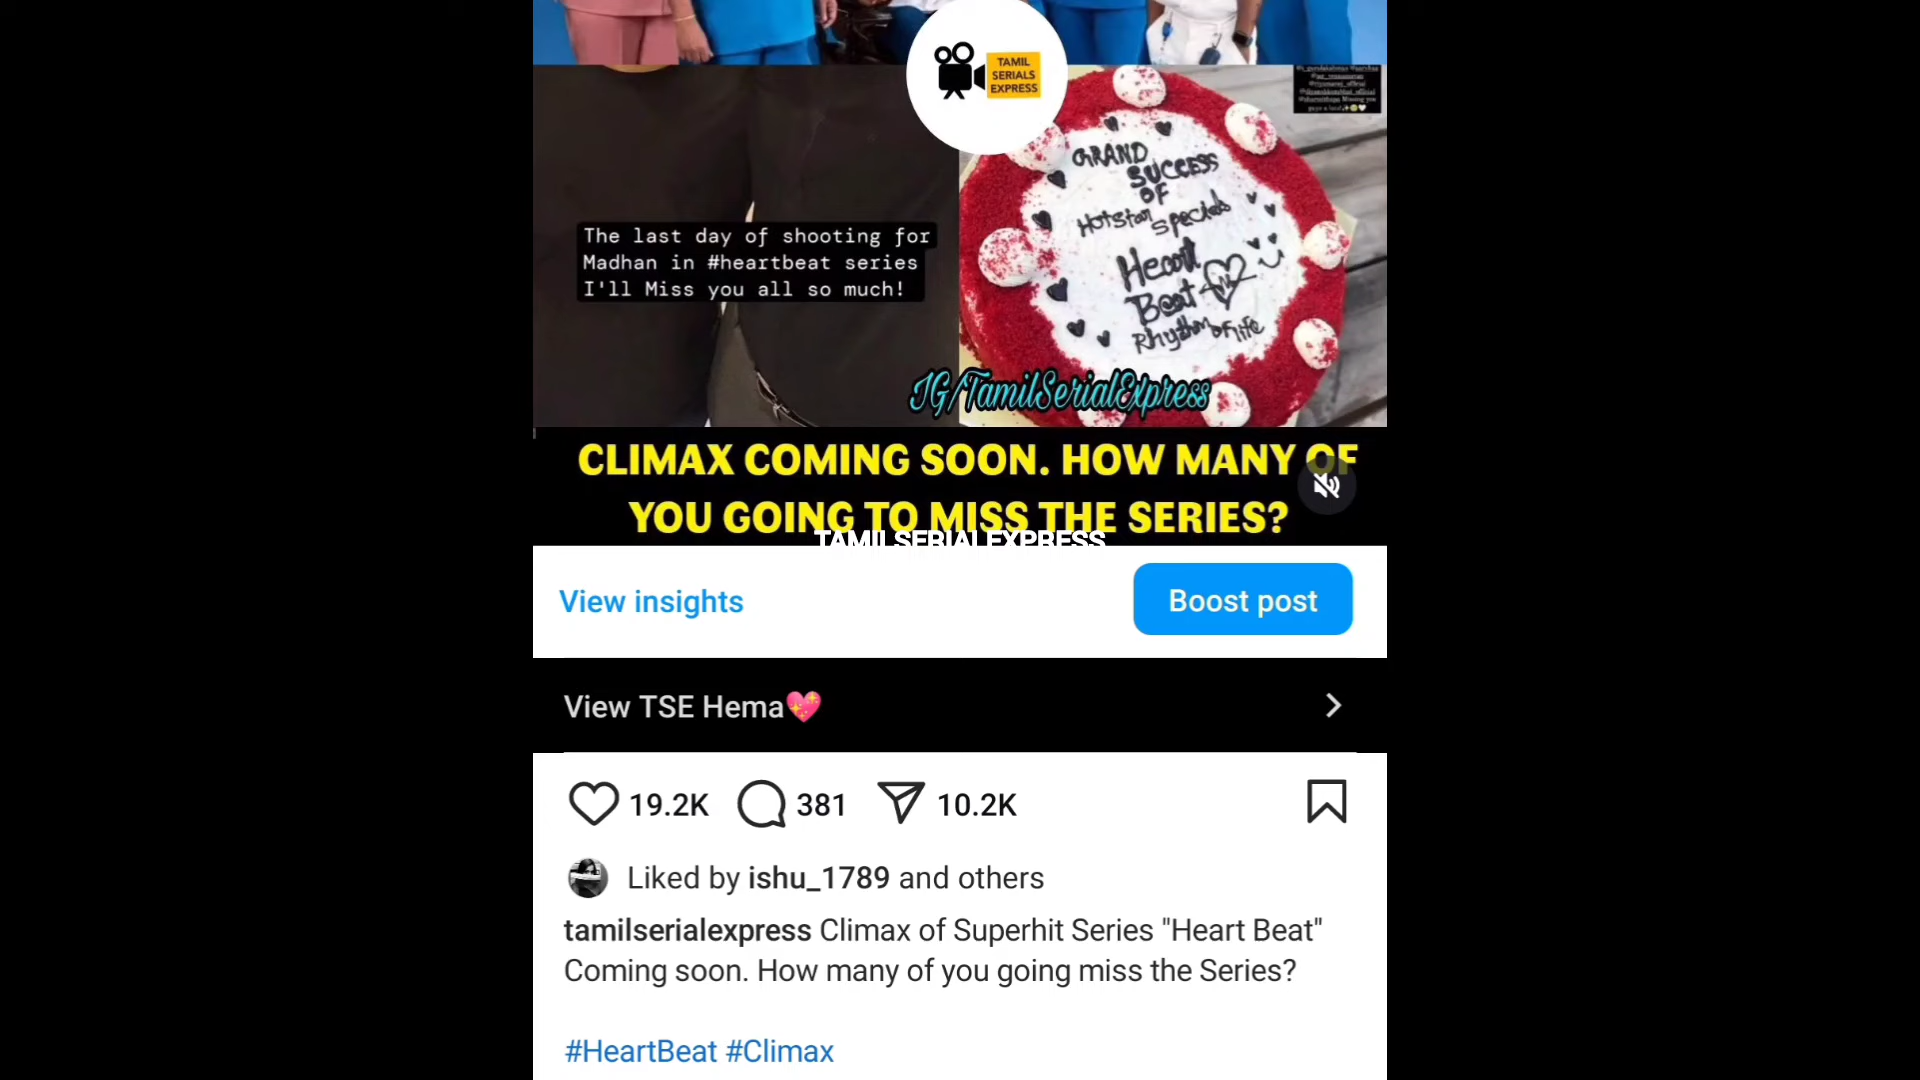 TAMIL
SERIALS
EXPRESS
GRAND
SUCCESS
OF
Hotstar Specials
Heart
Beat
Rhythm of life
The last day of shooting for
Madhan in #heartbeat series
I'll Miss you all so much!
IG/TamilSerialExpress
CLIMAX COMING SOON. HOW MANY OF
YOU GOING TO MISS THE SERIES?
TAMILSERIALEXPRESS
View insights
Boost post
View TSE Hema💖
19.2K 381 10.2K
Liked by ishu_1789 and others
tamilserialexpress Climax of Superhit Series "Heart Beat"
Coming soon. How many of you going miss the Series?
#HeartBeat #Climax